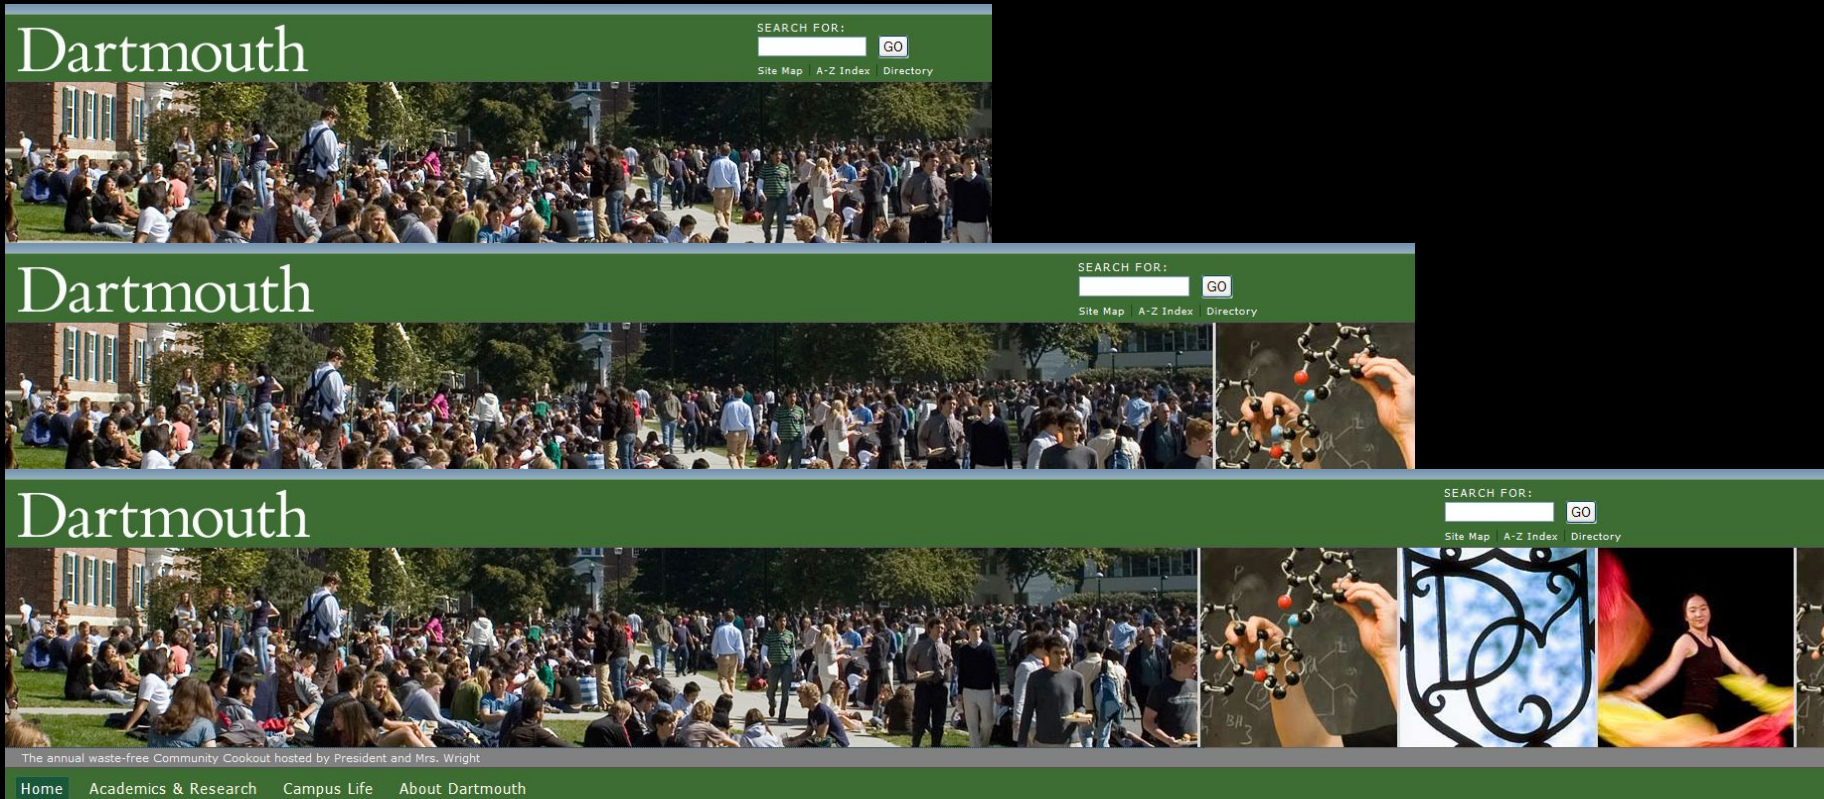 Dartmouth
SEARCH FOR:
GO
Site Map | A-Z Index | Directory
Dartmouth
SEARCH FOR:
GO
Site Map | A-Z Index | Directory
Dartmouth
SEARCH FOR:
GO
Site Map | A-Z Index | Directory
BH3
The annual waste-free Community Cookout hosted by President and Mrs. Wright
Home Academics & Research Campus Life About Dartmouth